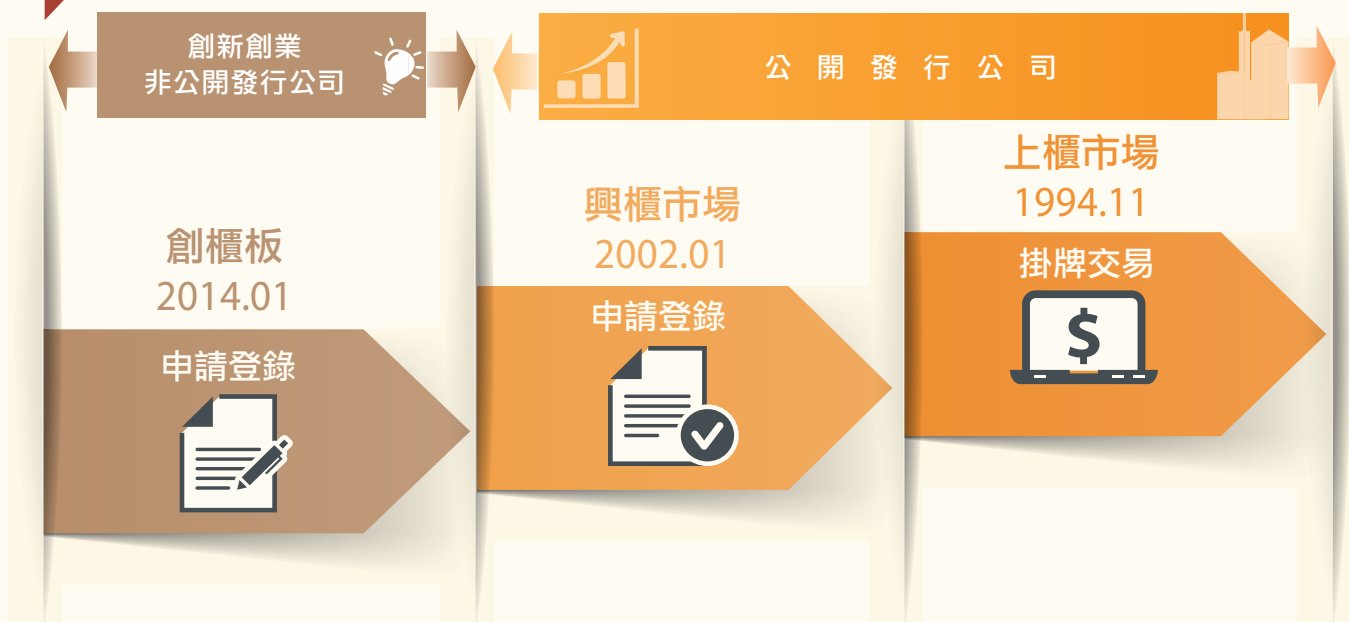 創新創業
非公開發行公司
公開發行公司
創櫃板
2014.01
申請登錄
興櫃市場
2002.01
申請登錄
上櫃市場
1994.11
掛牌交易
$